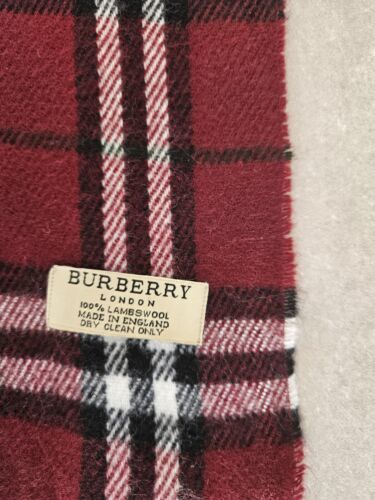 BURBERRY
LONDON
100% LAMBSWOOL
MADE IN ENGLAND
DRY CLEAN ONLY